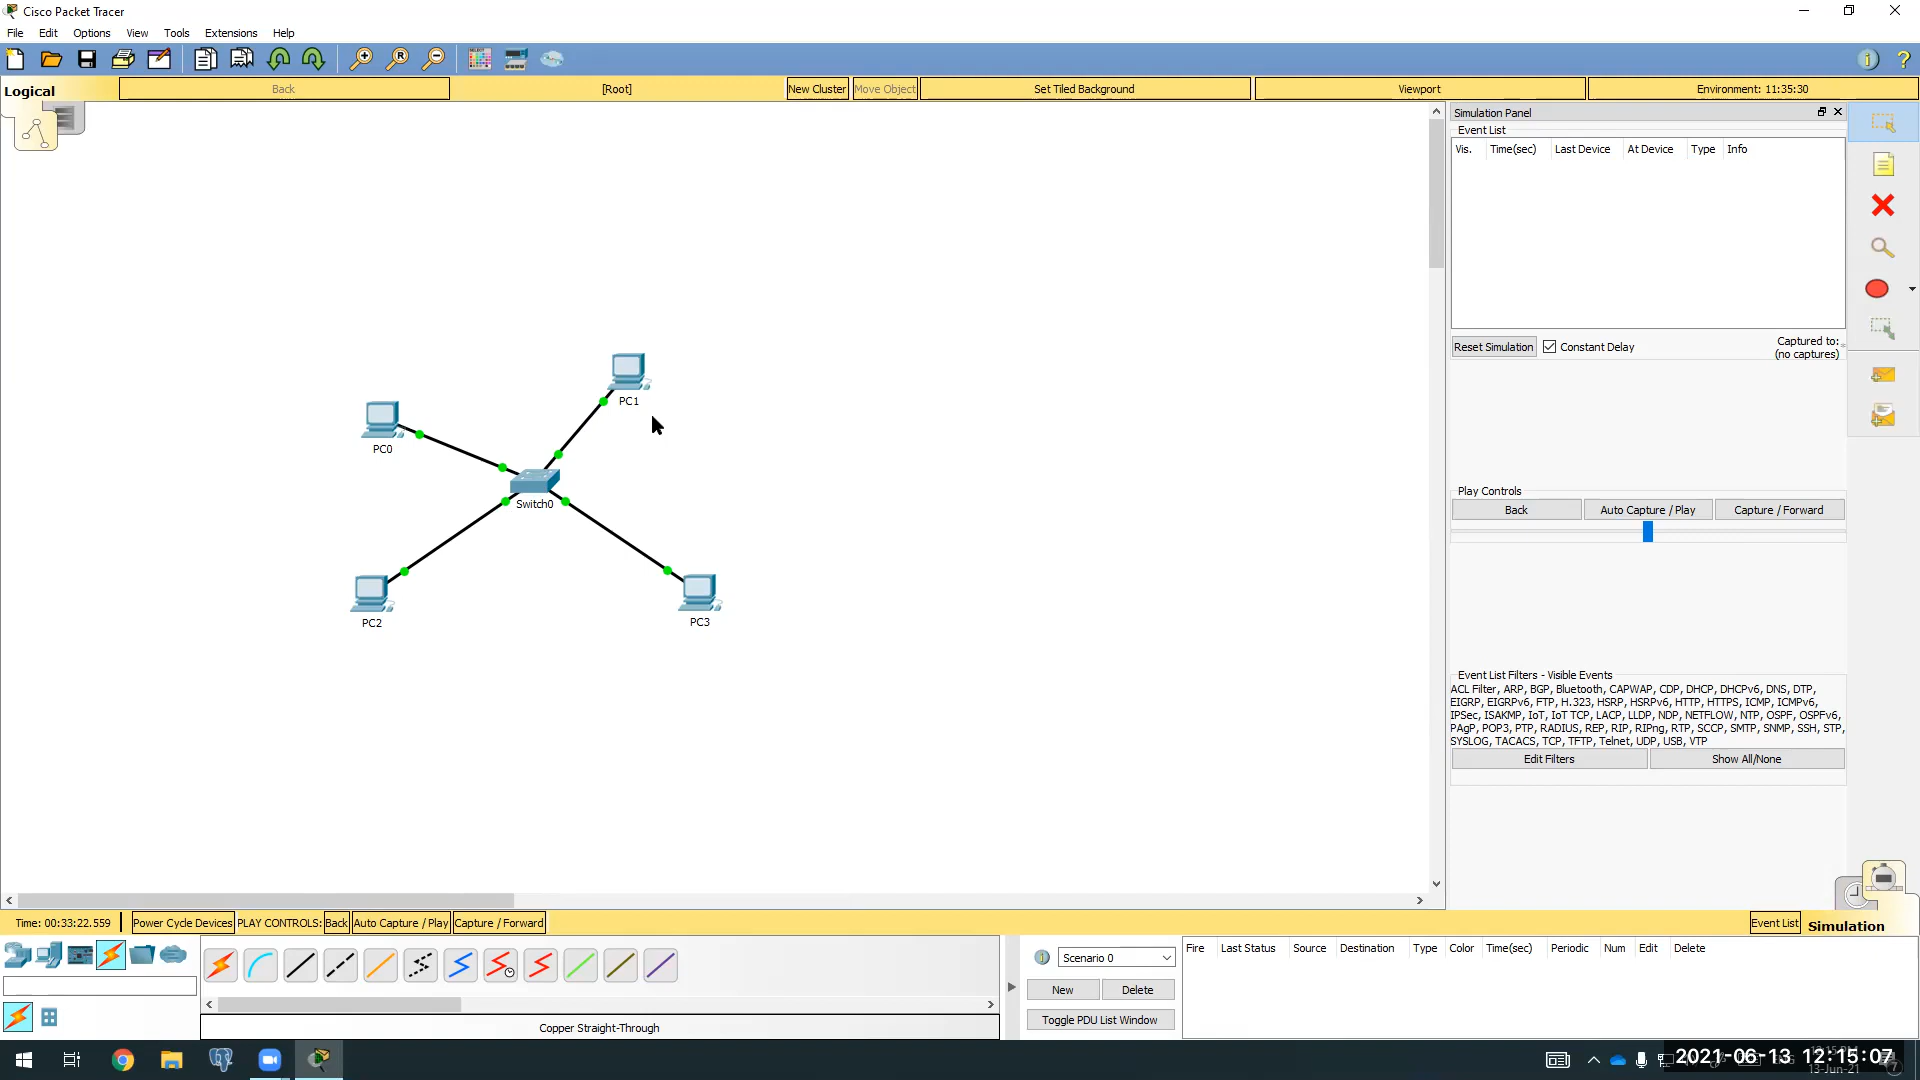 Cisco Packet Tracer
File Edit Options View Tools Extensions Help
Logical Back [Root] New Cluster Move Object Set Tiled Background Viewport Environment: 11:35:30
Simulation Panel
Event List
Vis. Time(sec) Last Device At Device Type Info
Reset Simulation Constant Delay Captured to:
(no captures)
PC1
PC0
Switch0
PC2
PC3
Play Controls
Back Auto Capture / Play Capture / Forward
Event List Filters - Visible Events
ACL Filter, ARP, BGP, Bluetooth, CAPWAP, CDP, DHCP, DHCPv6, DNS, DTP,
EIGRP, EIGRPv6, FTP, H.323, HSRP, HSRPv6, HTTP, HTTPS, ICMP, ICMPv6,
IPSec, ISAKMP, IoT, IoT TCP, LACP, LLDP, NDP, NETFLOW, NTP, OSPF, OSPFv6,
PAgP, POP3, PTP, RADIUS, REP, RIP, RIPng, RTP, SCCP, SMTP, SNMP, SSH, STP,
SYSLOG, TACACS, TCP, TFTP, Telnet, UDP, USB, VTP
Edit Filters Show All/None
Time: 00:33:22.559 Power Cycle Devices PLAY CONTROLS: Back Auto Capture / Play Capture / Forward Event List Simulation
Scenario 0
New Delete
Toggle PDU List Window
Fire Last Status Source Destination Type Color Time(sec) Periodic Num Edit Delete
Copper Straight-Through
2021-06-13 12:15:07
13-Jun-21